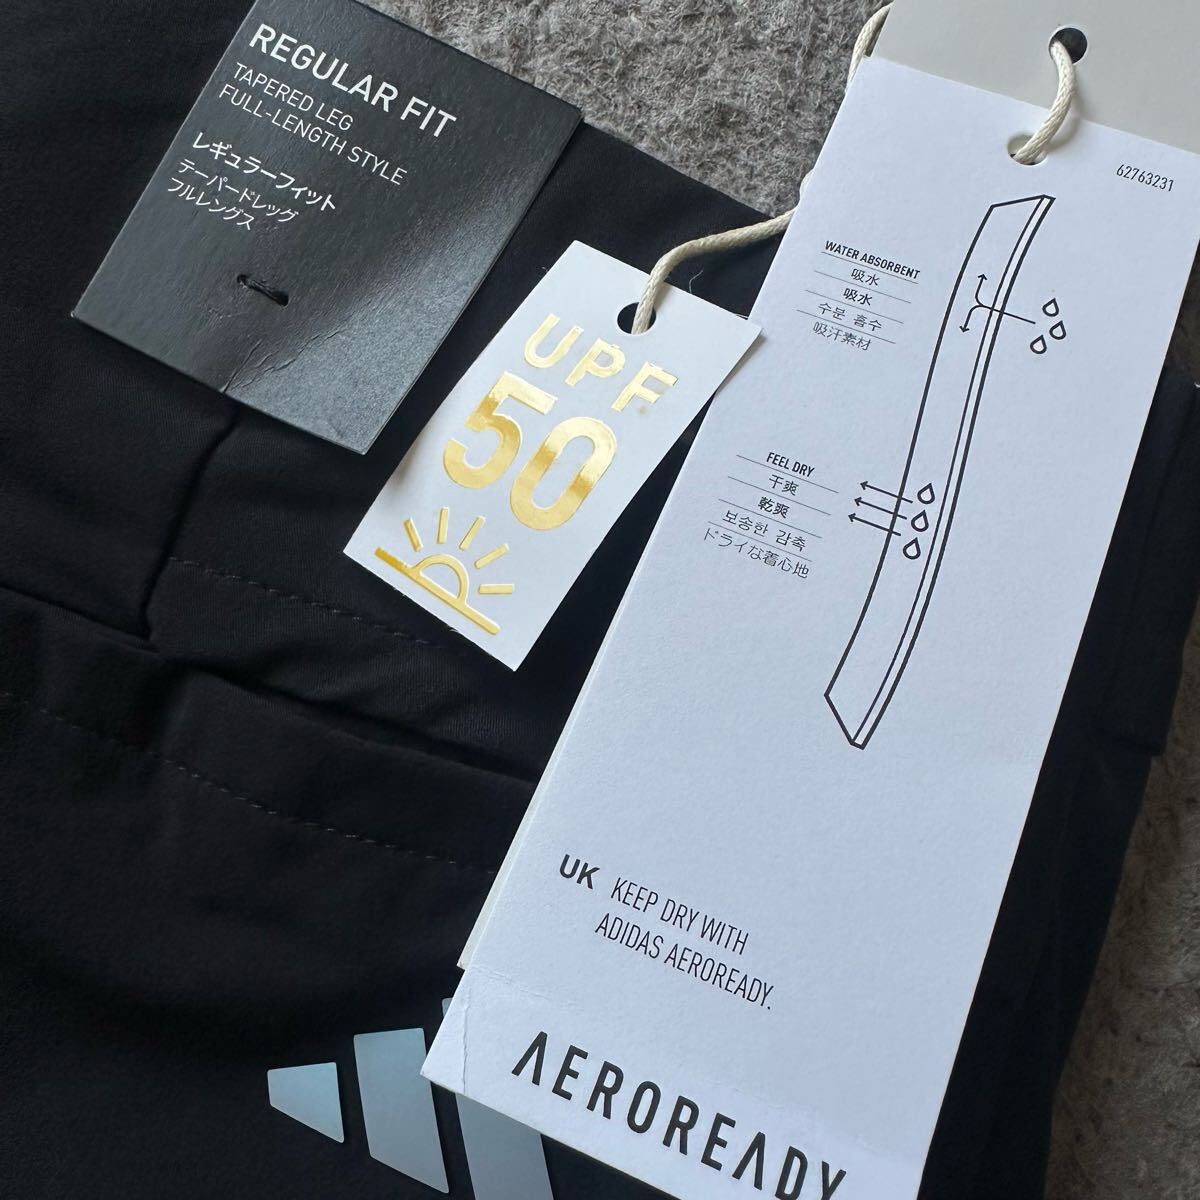 REGULAR FIT
TAPERED LEG
FULL-LENGTH STYLE
レギュラーフィット
テーパードレッグ
フルレングス
UPF
50
62763231
WATER ABSORBENT
吸水
吸水
수분 흡수
吸汗素材
FEEL DRY
干爽
乾爽
보송한 감촉
ドライな着心地
UK KEEP DRY WITH
ADIDAS AEROREADY.
AEROREADY